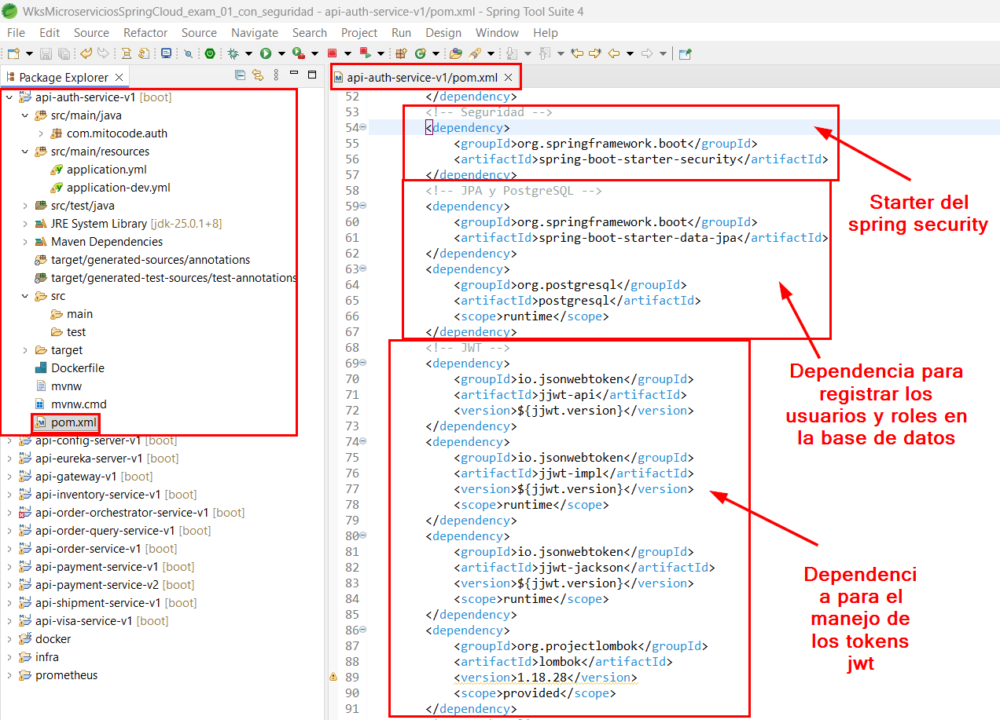 WksMicroserviciosSpringCloud_exam_01_con_seguridad - api-auth-service-v1/pom.xml - Spring Tool Suite 4
File Edit Source Refactor Source Navigate Search Project Run Design Window Help
Package Explorer
api-auth-service-v1 [boot]
src/main/java
com.mitocode.auth
src/main/resources
application.yml
application-dev.yml
src/test/java
JRE System Library [jdk-25.0.1+8]
Maven Dependencies
target/generated-sources/annotations
target/generated-test-sources/test-annotations
src
main
test
target
Dockerfile
mvnw
mvnw.cmd
pom.xml
api-config-server-v1 [boot]
api-eureka-server-v1 [boot]
api-gateway-v1 [boot]
api-inventory-service-v1 [boot]
api-order-orchestrator-service-v1 [boot]
api-order-query-service-v1 [boot]
api-order-service-v1 [boot]
api-payment-service-v1 [boot]
api-payment-service-v2 [boot]
api-shipment-service-v1 [boot]
api-visa-service-v1 [boot]
docker
infra
prometheus
api-auth-service-v1/pom.xml
52 </dependency>
53 <!-- Seguridad -->
54 <dependency>
55 <groupId>org.springframework.boot</groupId>
56 <artifactId>spring-boot-starter-security</artifactId>
57 </dependency>
58 <!-- JPA y PostgreSQL -->
59 <dependency>
60 <groupId>org.springframework.boot</groupId>
61 <artifactId>spring-boot-starter-data-jpa</artifactId>
62 </dependency>
63 <dependency>
64 <groupId>org.postgresql</groupId>
65 <artifactId>postgresql</artifactId>
66 <scope>runtime</scope>
67 </dependency>
68 <!-- JWT -->
69 <dependency>
70 <groupId>io.jsonwebtoken</groupId>
71 <artifactId>jjwt-api</artifactId>
72 <version>${jjwt.version}</version>
73 </dependency>
74 <dependency>
75 <groupId>io.jsonwebtoken</groupId>
76 <artifactId>jjwt-impl</artifactId>
77 <version>${jjwt.version}</version>
78 <scope>runtime</scope>
79 </dependency>
80 <dependency>
81 <groupId>io.jsonwebtoken</groupId>
82 <artifactId>jjwt-jackson</artifactId>
83 <version>${jjwt.version}</version>
84 <scope>runtime</scope>
85 </dependency>
86 <dependency>
87 <groupId>org.projectlombok</groupId>
88 <artifactId>lombok</artifactId>
89 <version>1.18.28</version>
90 <scope>provided</scope>
91 </dependency>
Starter del
spring security
Dependencia para
registrar los
usuarios y roles en
la base de datos
Dependenci
a para el
manejo de
los tokens
jwt